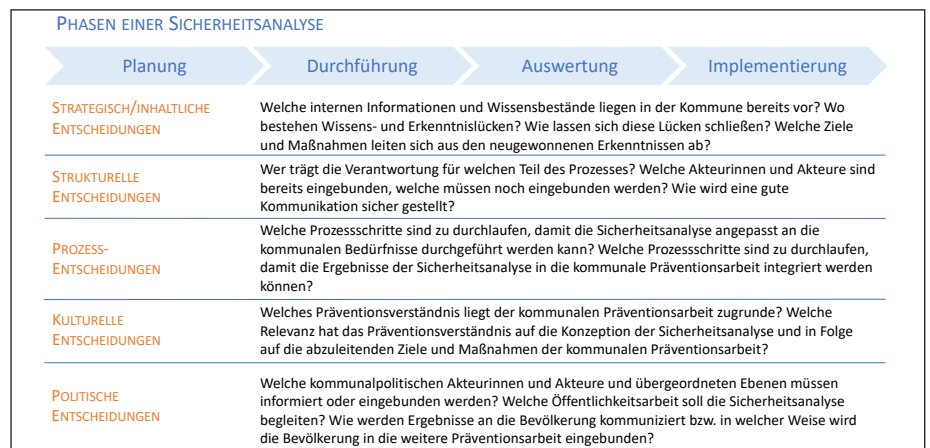 PHASEN EINER SICHERHEITSANALYSE
Planung
Durchführung
Auswertung
Implementierung
STRATEGISCH/INHALTLICHE
ENTSCHEIDUNGEN
Welche internen Informationen und Wissensbestände liegen in der Kommune bereits vor? Wo
bestehen Wissens- und Erkenntnislücken? Wie lassen sich diese Lücken schließen? Welche Ziele
und Maßnahmen leiten sich aus den neugewonnenen Erkenntnissen ab?
STRUKTURELLE
ENTSCHEIDUNGEN
Wer trägt die Verantwortung für welchen Teil des Prozesses? Welche Akteurinnen und Akteure sind
bereits eingebunden, welche müssen noch eingebunden werden? Wie wird eine gute
Kommunikation sicher gestellt?
PROZESS-
ENTSCHEIDUNGEN
Welche Prozessschritte sind zu durchlaufen, damit die Sicherheitsanalyse angepasst an die
kommunalen Bedürfnisse durchgeführt werden kann? Welche Prozessschritte sind zu durchlaufen,
damit die Ergebnisse der Sicherheitsanalyse in die kommunale Präventionsarbeit integriert werden
können?
KULTURELLE
ENTSCHEIDUNGEN
Welches Präventionsverständnis liegt der kommunalen Präventionsarbeit zugrunde? Welche
Relevanz hat das Präventionsverständnis auf die Konzeption der Sicherheitsanalyse und in Folge
auf die abzuleitenden Ziele und Maßnahmen der kommunalen Präventionsarbeit?
POLITISCHE
ENTSCHEIDUNGEN
Welche kommunalpolitischen Akteurinnen und Akteure und übergeordneten Ebenen müssen
informiert oder eingebunden werden? Welche Öffentlichkeitsarbeit soll die Sicherheitsanalyse
begleiten? Wie werden Ergebnisse an die Bevölkerung kommuniziert bzw. in welcher Weise wird
die Bevölkerung in die weitere Präventionsarbeit eingebunden?